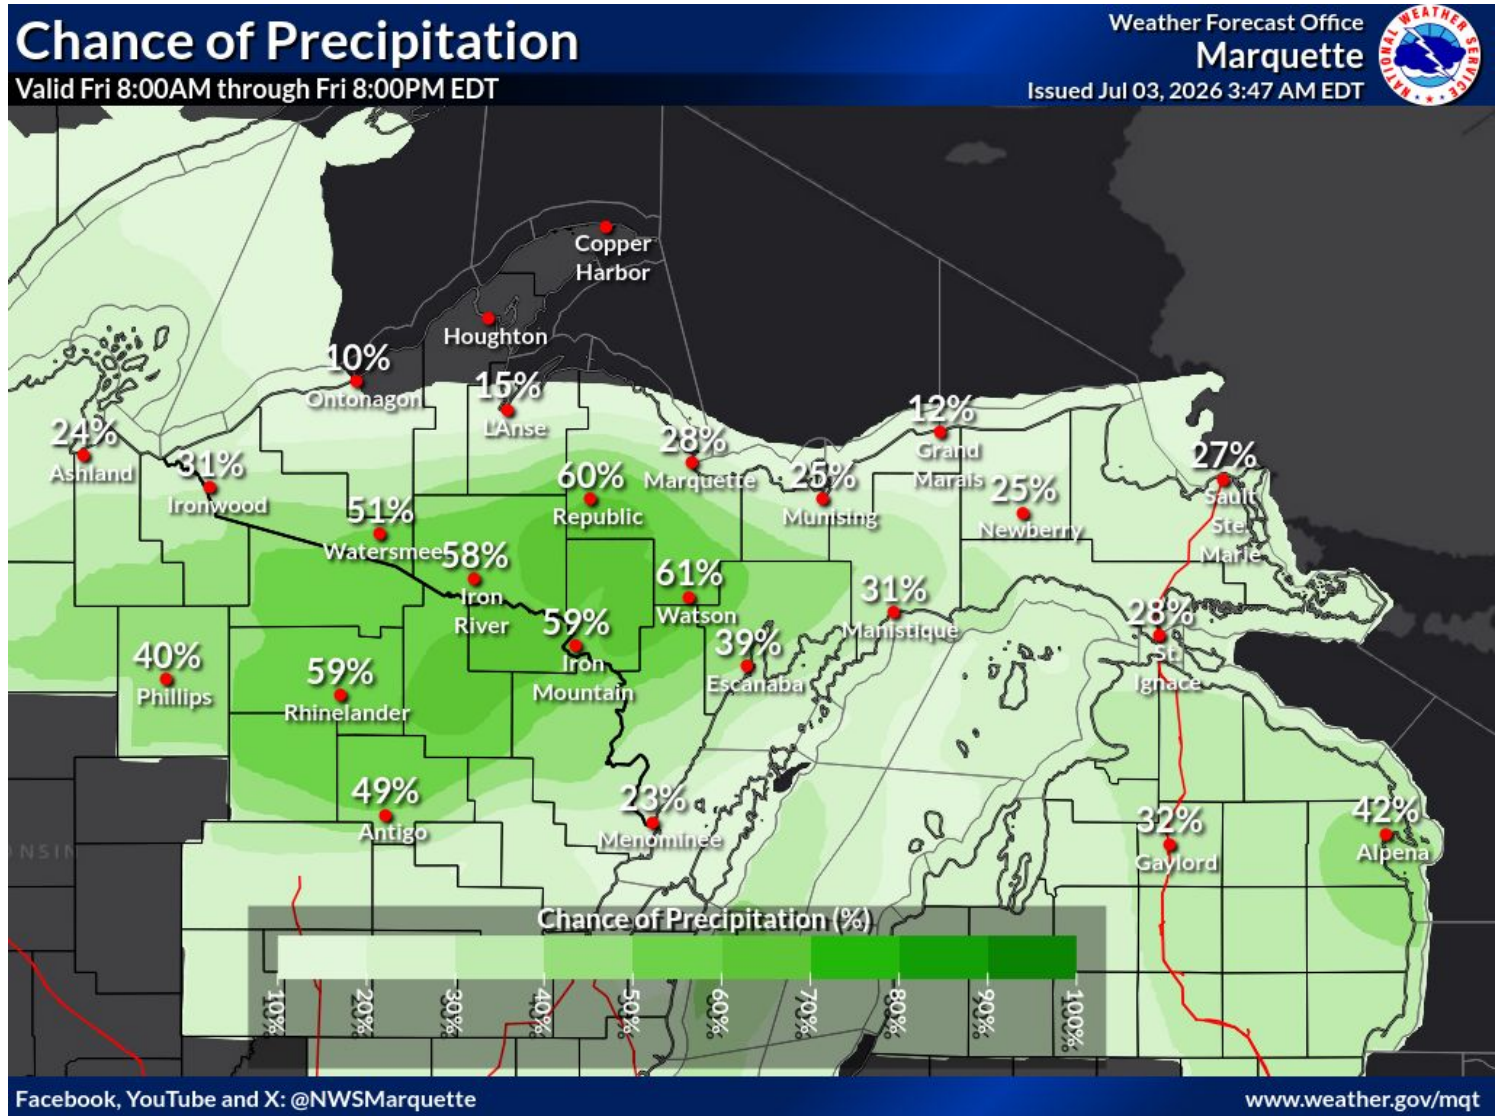 Chance of Precipitation
Valid Fri 8:00AM through Fri 8:00PM EDT
Weather Forecast Office
Marquette
Issued Jul 03, 2026 3:47 AM EDT
NATIONAL WEATHER SERVICE
Copper
Harbor
Houghton
10%
Ontonagon
15%
L'Anse
12%
Grand
Marais
24%
Ashland
31%
Ironwood
28%
Marquette
27%
Sault
Ste.
Marie
60%
Republic
25%
Munising
25%
Newberry
51%
Watersmee
58%
Iron
River
61%
Watson
31%
Manistique
59%
Iron
Mountain
39%
Escanaba
28%
St.
Ignace
40%
Phillips
59%
Rhinelander
49%
Antigo
23%
Menominee
32%
Gaylord
42%
Alpena
ONSIN
Chance of Precipitation (%)
10%
20%
30%
40%
50%
60%
70%
80%
90%
100%
Facebook, YouTube and X: @NWSMarquette
www.weather.gov/mqt